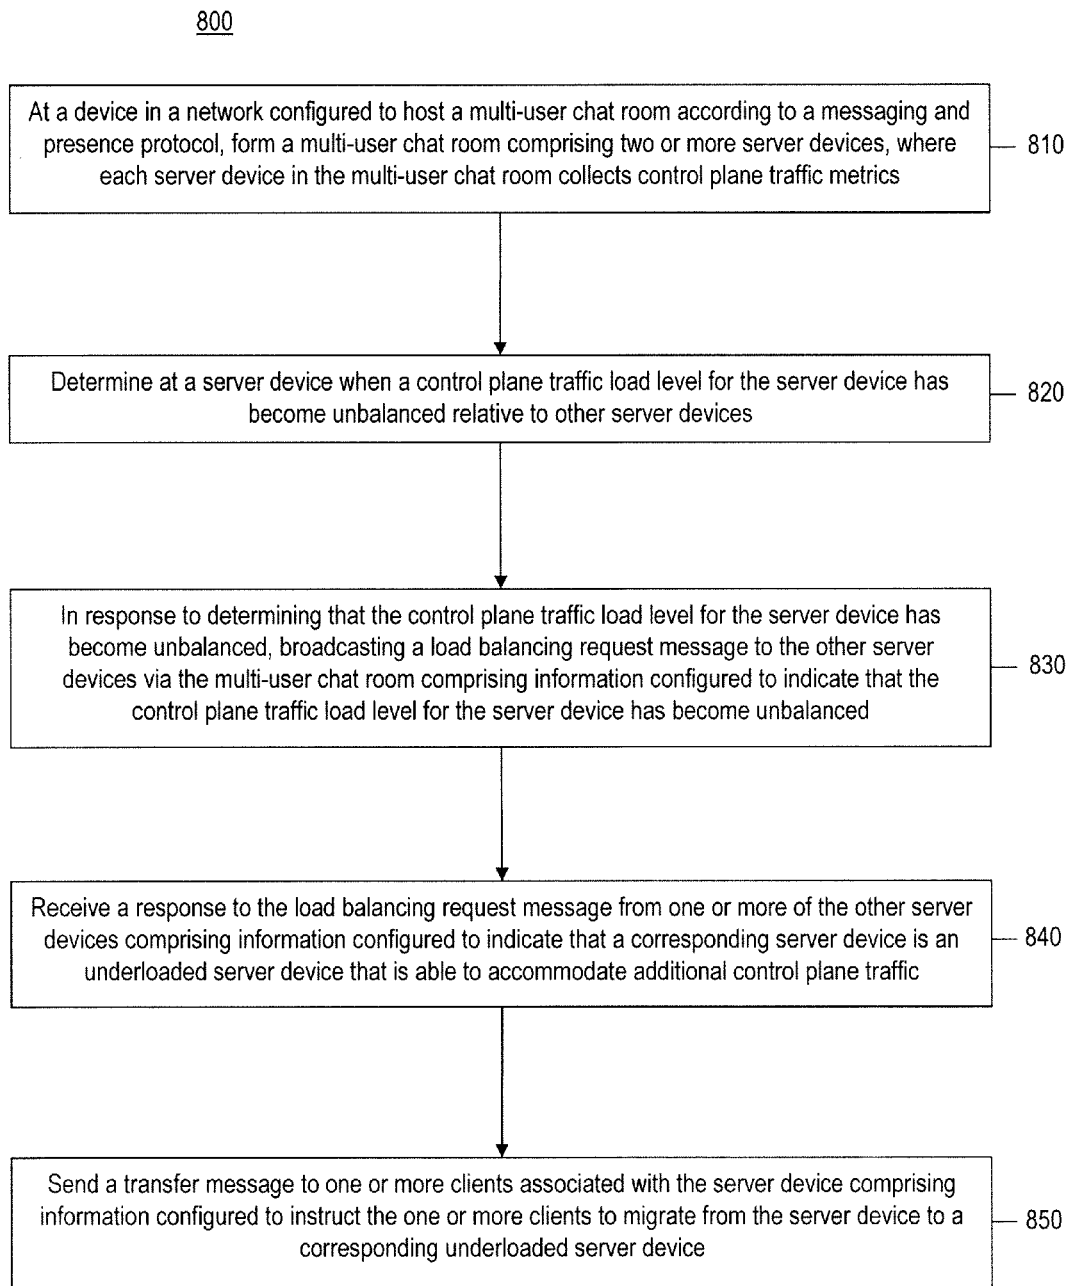 800
At a device in a network configured to host a multi-user chat room according to a messaging and
presence protocol, form a multi-user chat room comprising two or more server devices, where
each server device in the multi-user chat room collects control plane traffic metrics
810
Determine at a server device when a control plane traffic load level for the server device has
become unbalanced relative to other server devices
820
In response to determining that the control plane traffic load level for the server device has
become unbalanced, broadcasting a load balancing request message to the other server
devices via the multi-user chat room comprising information configured to indicate that the
control plane traffic load level for the server device has become unbalanced
830
Receive a response to the load balancing request message from one or more of the other server
devices comprising information configured to indicate that a corresponding server device is an
underloaded server device that is able to accommodate additional control plane traffic
840
Send a transfer message to one or more clients associated with the server device comprising
information configured to instruct the one or more clients to migrate from the server device to a
corresponding underloaded server device
850